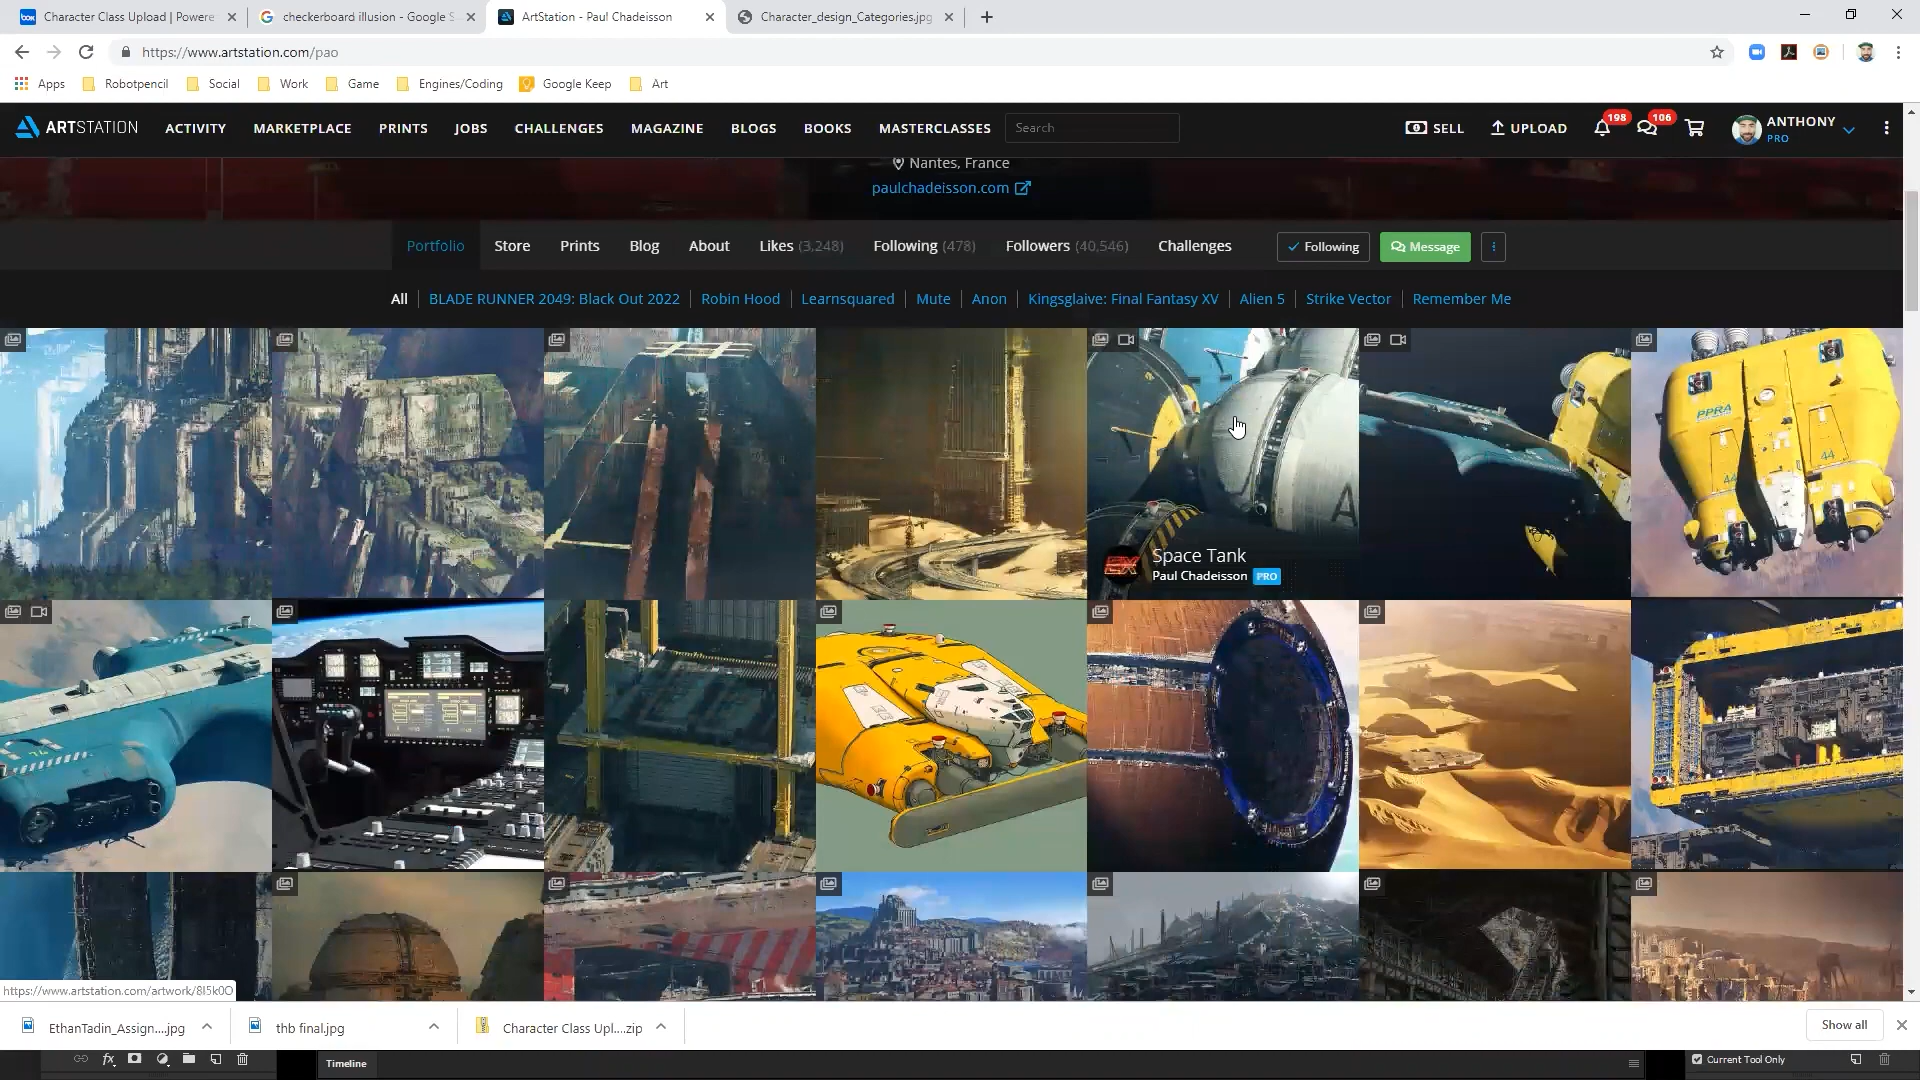 Character Class Upload | Powere
checkerboard illusion - Google S
ArtStation - Paul Chadeisson
Character_design_Categories.jpg
https://www.artstation.com/pao
Apps
Robotpencil
Social
Work
Game
Engines/Coding
Google Keep
Art
ARTSTATION
ACTIVITY
MARKETPLACE
PRINTS
JOBS
CHALLENGES
MAGAZINE
BLOGS
BOOKS
MASTERCLASSES
Search
SELL
UPLOAD
198
106
ANTHONY
PRO
Nantes, France
paulchadeisson.com
Portfolio
Store
Prints
Blog
About
Likes (3,248)
Following (478)
Followers (40,546)
Challenges
Following
Message
All
BLADE RUNNER 2049: Black Out 2022
Robin Hood
Learnsquared
Mute
Anon
Kingsglaive: Final Fantasy XV
Alien 5
Strike Vector
Remember Me
PPRA
44
44
A
Space Tank
Paul Chadeisson PRO
https://www.artstation.com/artwork/8l5k0O
EthanTadin_Assign....jpg
thb final.jpg
Character Class Upl....zip
Show all
fx
Timeline
Current Tool Only